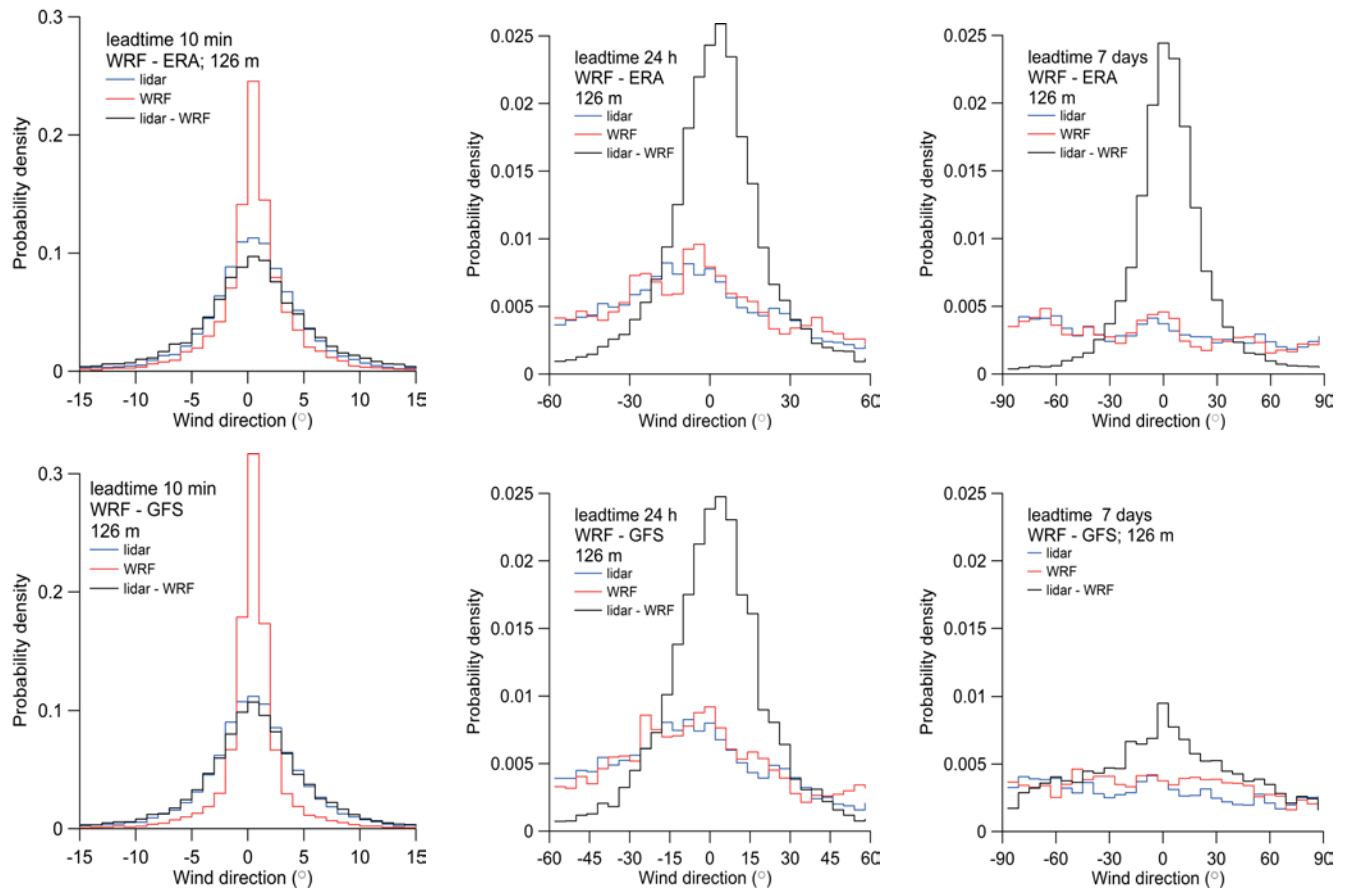 0.3
0.2
0.1
0
Probability density
leadtime 10 min
WRF - ERA; 126 m
lidar
WRF
lidar - WRF
-15 -10 -5 0 5 10 15
Wind direction (°)
0.025
0.02
0.015
0.01
0.005
0
Probability density
leadtime 24 h
WRF - ERA
126 m
lidar
WRF
lidar - WRF
-60 -30 0 30 60
Wind direction (°)
0.025
0.02
0.015
0.01
0.005
0
Probability density
leadtime 7 days
WRF - ERA
126 m
lidar
WRF
lidar - WRF
-90 -60 -30 0 30 60 90
Wind direction (°)
0.3
0.2
0.1
0
Probability density
leadtime 10 min
WRF - GFS
126 m
lidar
WRF
lidar - WRF
-15 -10 -5 0 5 10 15
Wind direction (°)
0.025
0.02
0.015
0.01
0.005
0
Probability density
leadtime 24 h
WRF - GFS
126 m
lidar
WRF
lidar - WRF
-60 -45 -30 -15 0 15 30 45 60
Wind direction (°)
0.025
0.02
0.015
0.01
0.005
0
Probability density
leadtime 7 days
WRF - GFS; 126 m
lidar
WRF
lidar - WRF
-90 -60 -30 0 30 60 90
Wind direction (°)